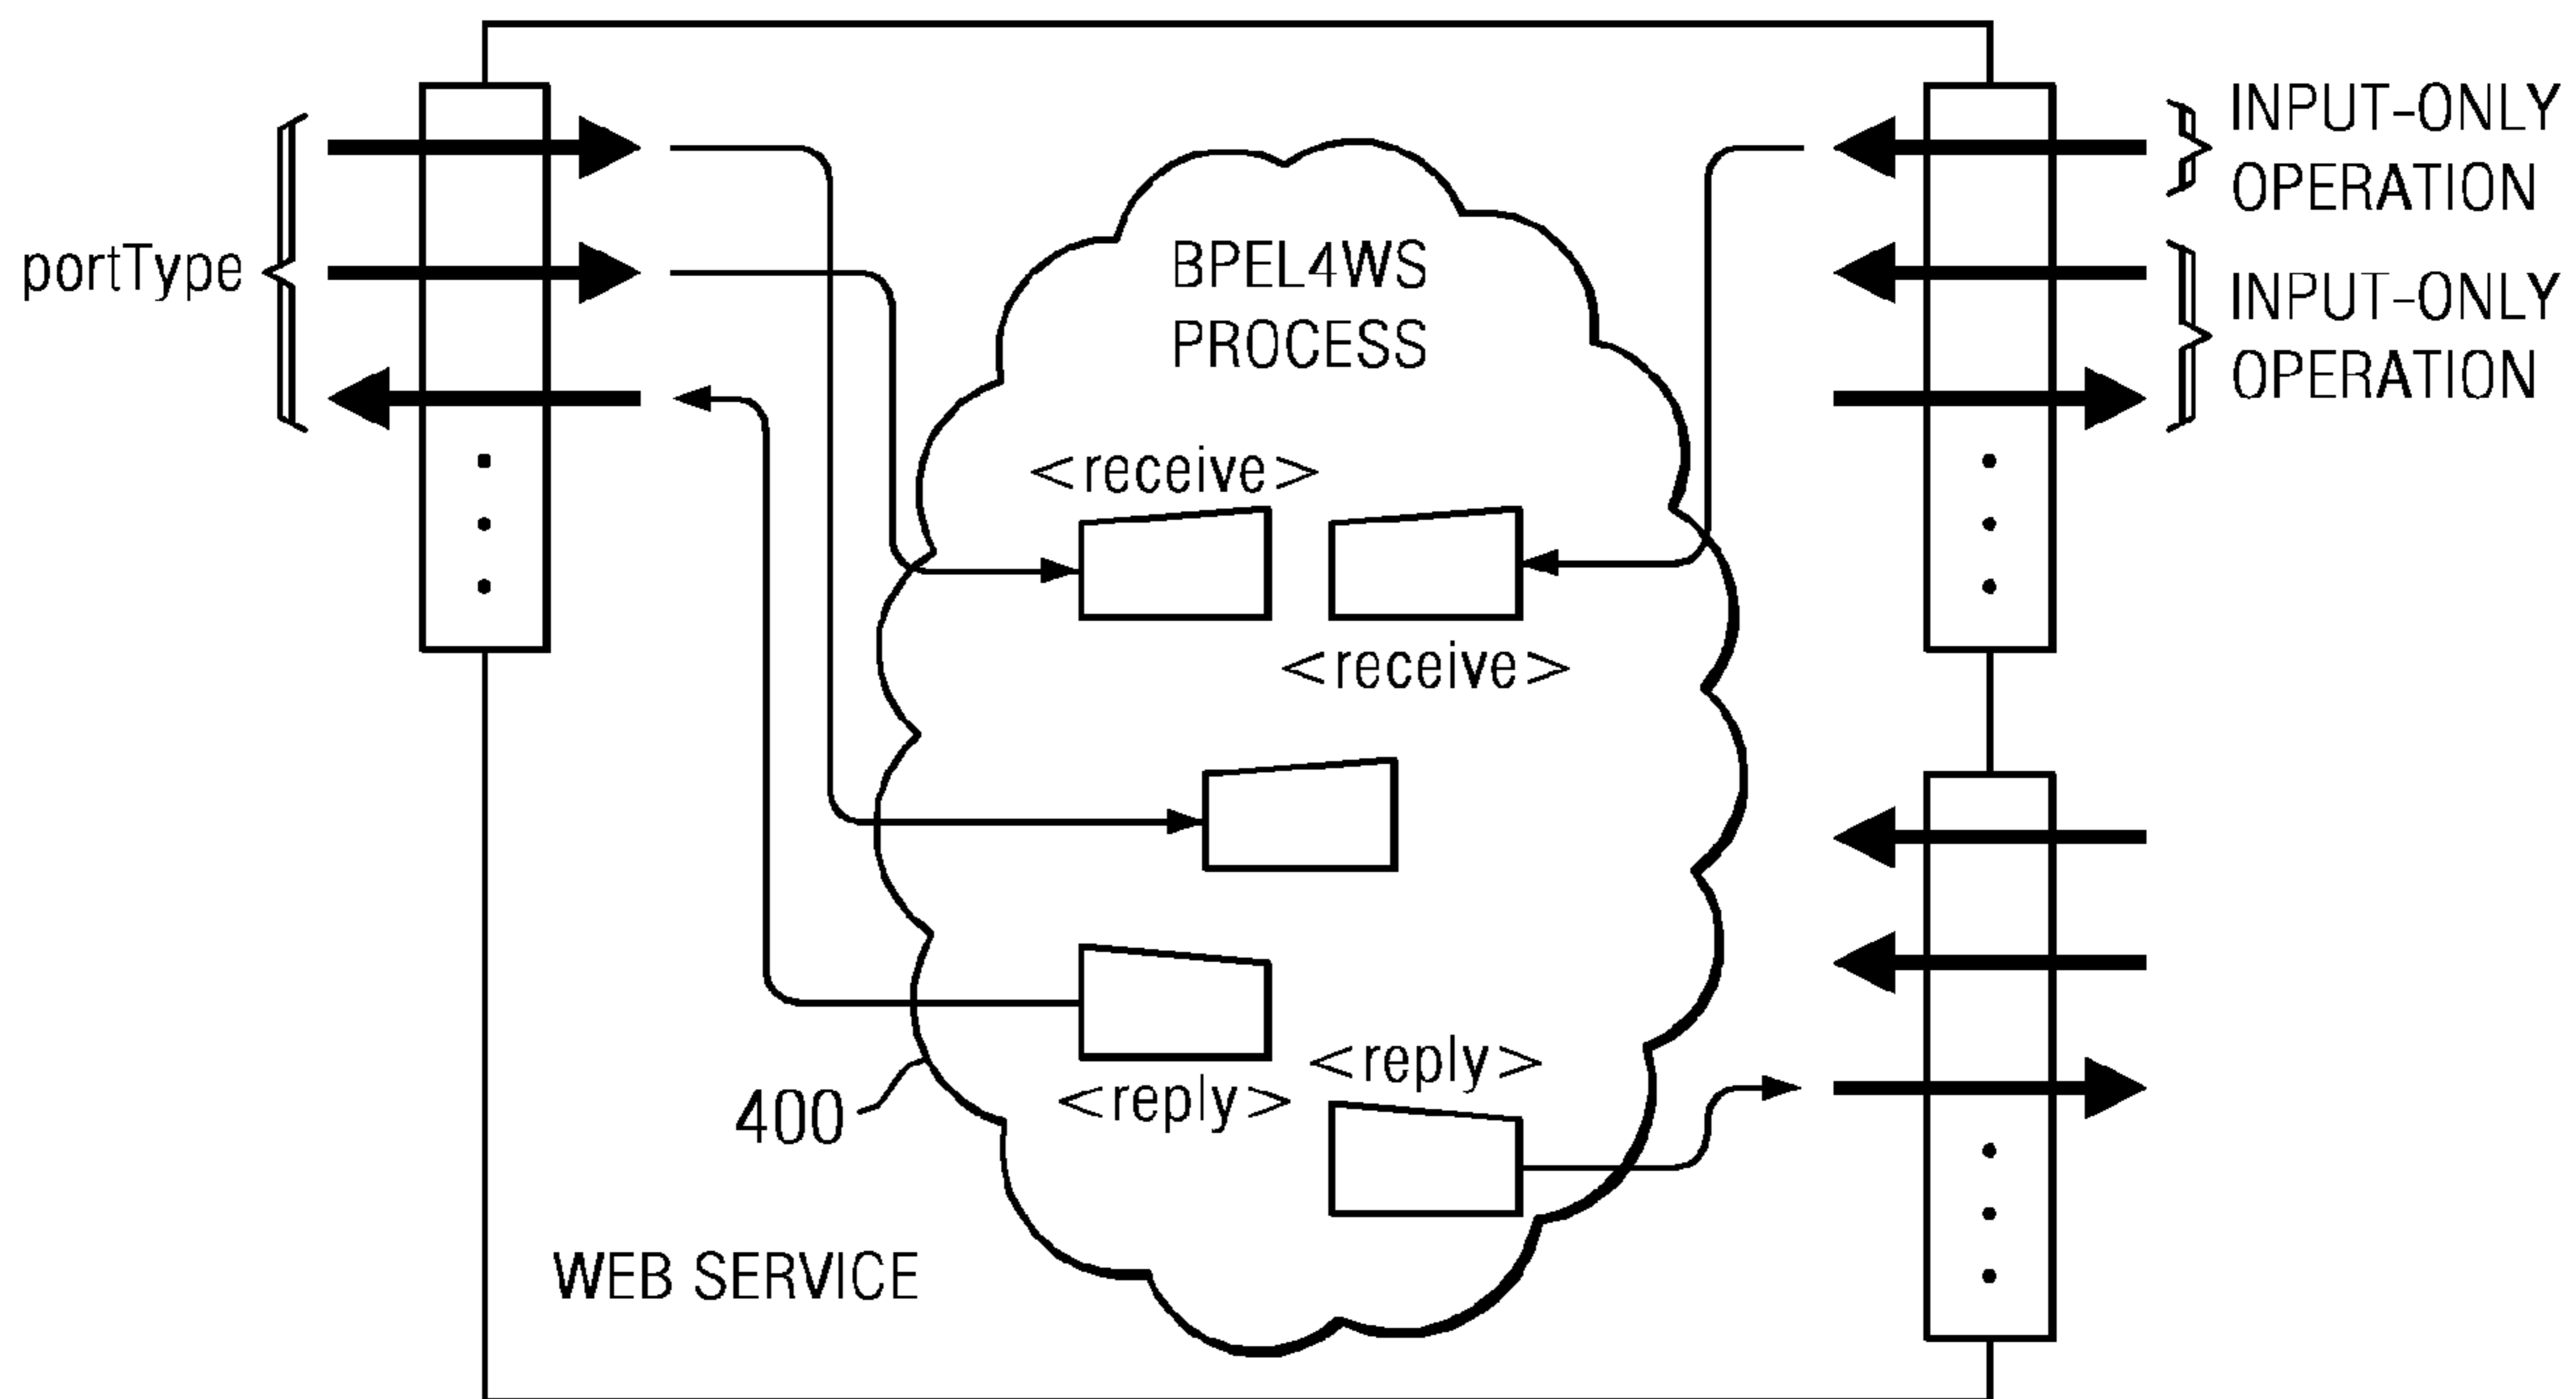 portType
INPUT-ONLY
OPERATION
INPUT-ONLY
OPERATION
BPEL4WS
PROCESS
<receive>
<receive>
<reply>
<reply>
400
WEB SERVICE